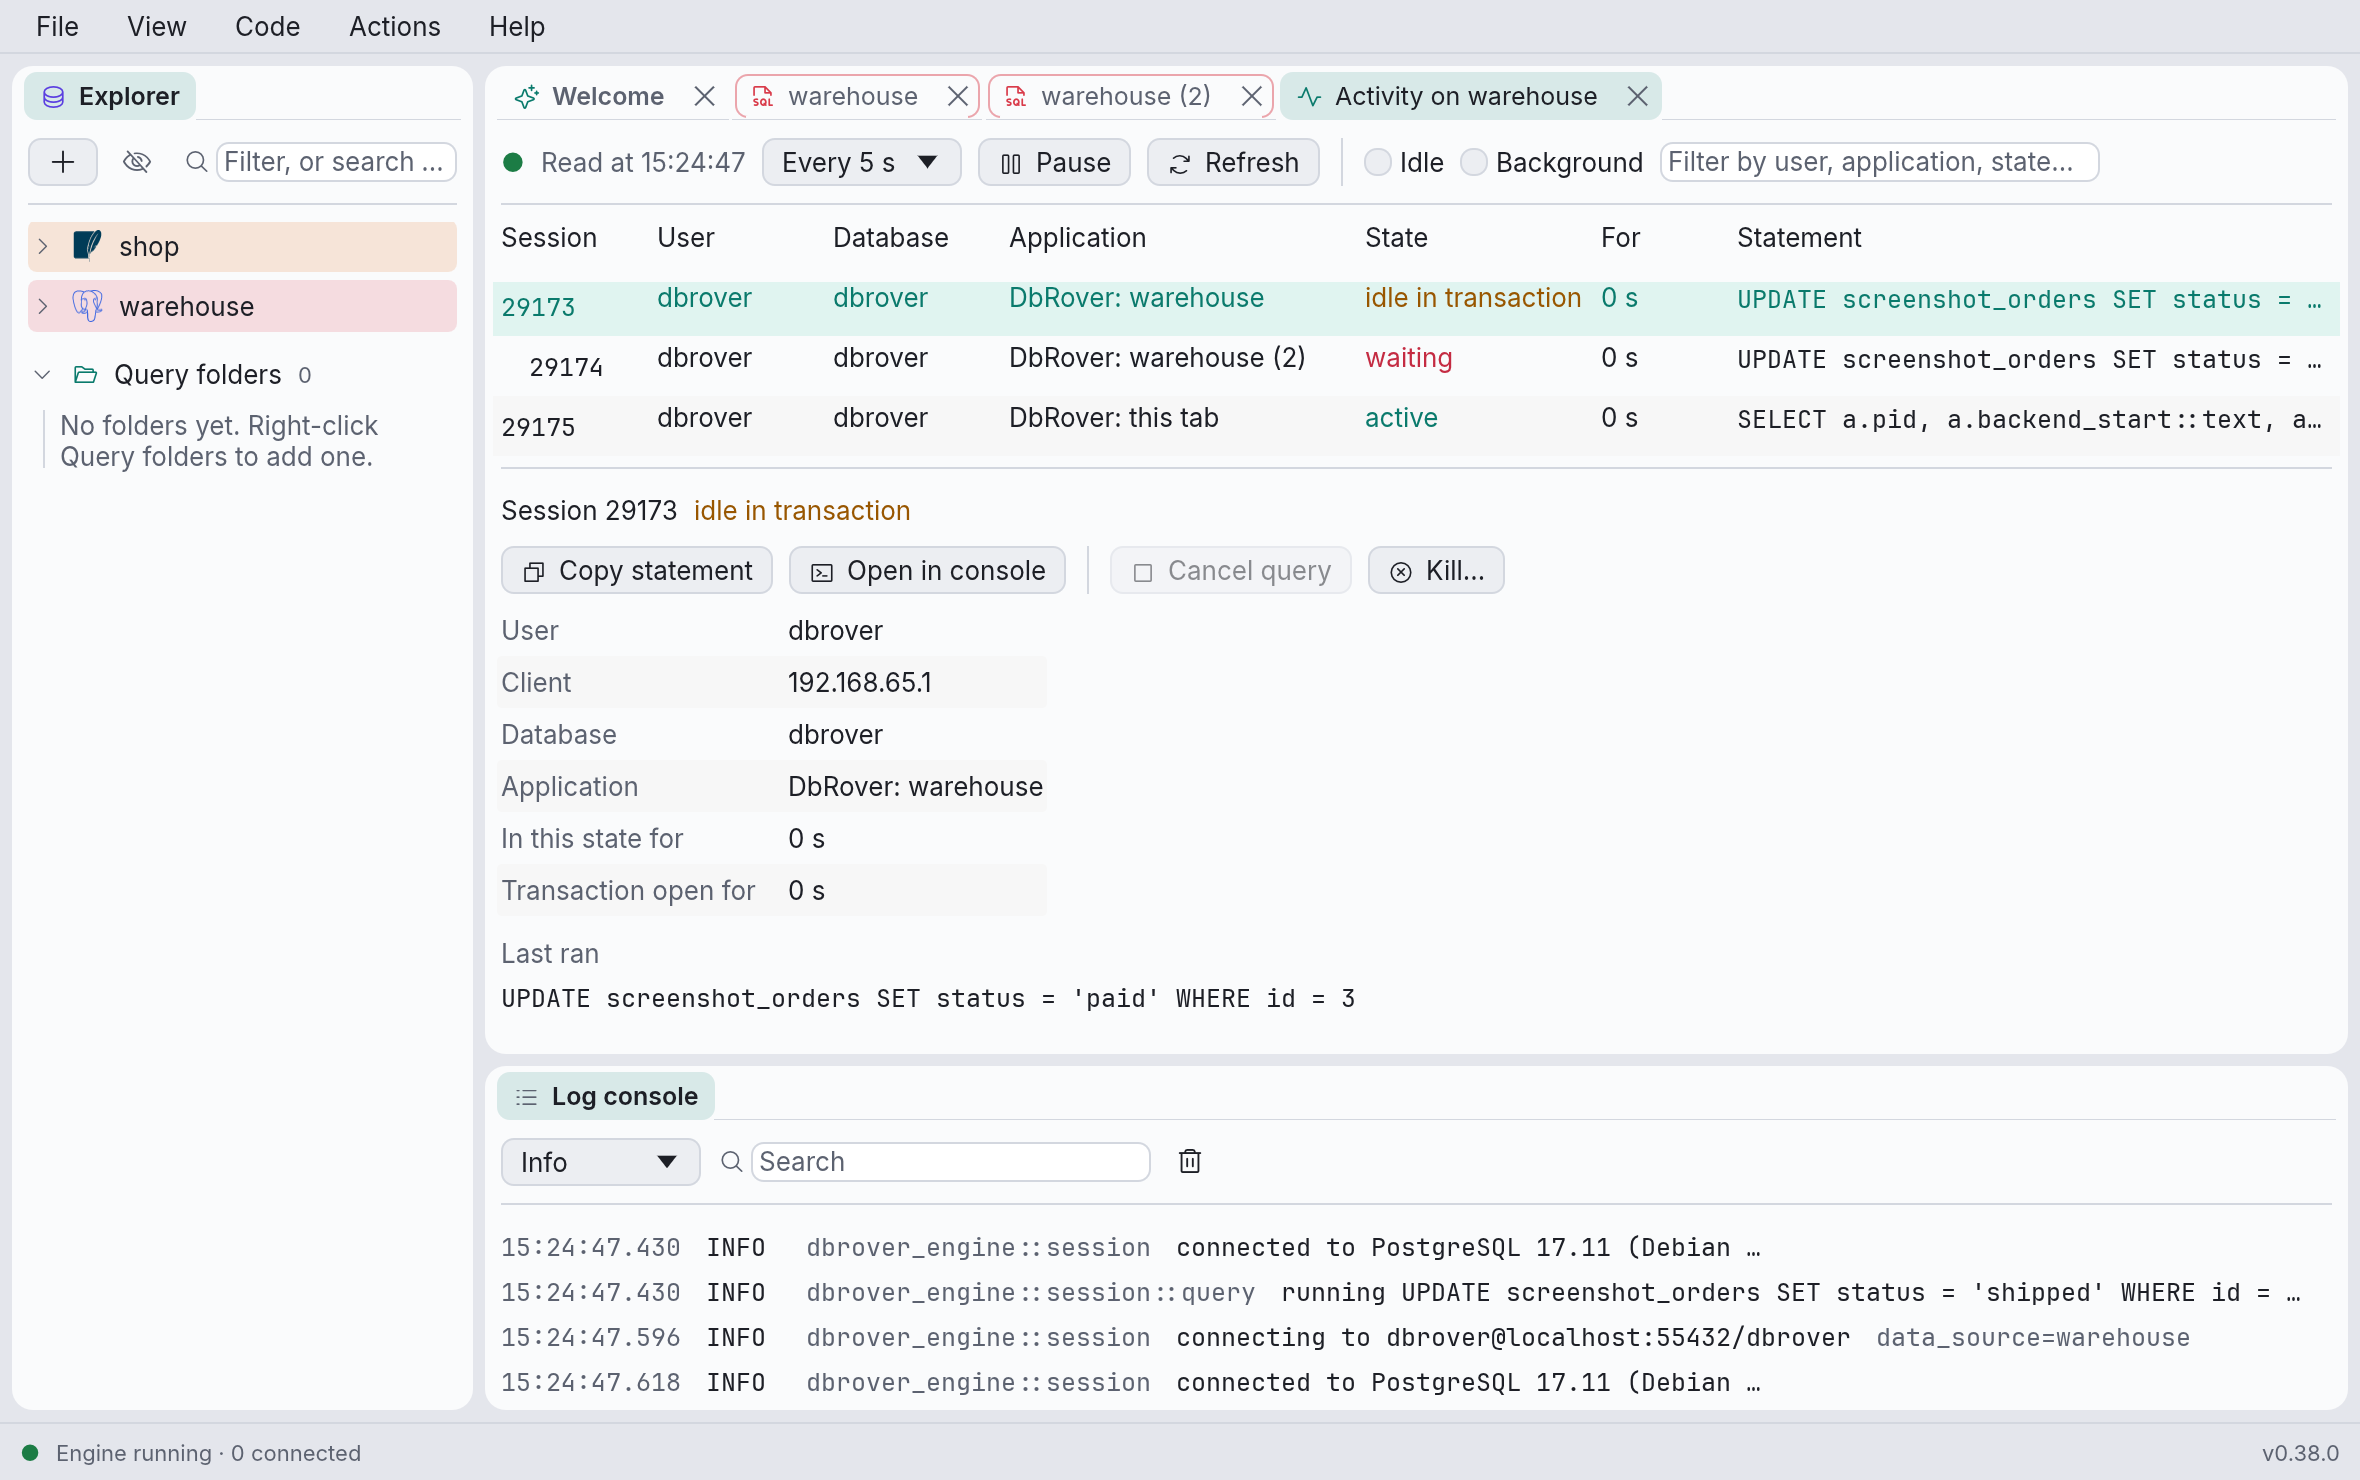 File View Code Actions Help
Explorer
Filter, or search ...
shop
warehouse
Query folders 0
No folders yet. Right-click
Query folders to add one.
Welcome warehouse warehouse (2) Activity on warehouse
Read at 15:24:47 Every 5 s Pause Refresh Idle Background Filter by user, application, state...
Session User Database Application State For Statement
29173 dbrover dbrover DbRover: warehouse idle in transaction 0 s UPDATE screenshot_orders SET status = …
29174 dbrover dbrover DbRover: warehouse (2) waiting 0 s UPDATE screenshot_orders SET status = …
29175 dbrover dbrover DbRover: this tab active 0 s SELECT a.pid, a.backend_start::text, a…
Session 29173 idle in transaction
Copy statement Open in console Cancel query Kill...
User dbrover
Client 192.168.65.1
Database dbrover
Application DbRover: warehouse
In this state for 0 s
Transaction open for 0 s
Last ran
UPDATE screenshot_orders SET status = 'paid' WHERE id = 3
Log console
Info Search
15:24:47.430 INFO dbrover_engine::session connected to PostgreSQL 17.11 (Debian …
15:24:47.430 INFO dbrover_engine::session::query running UPDATE screenshot_orders SET status = 'shipped' WHERE id = …
15:24:47.596 INFO dbrover_engine::session connecting to dbrover@localhost:55432/dbrover data_source=warehouse
15:24:47.618 INFO dbrover_engine::session connected to PostgreSQL 17.11 (Debian …
Engine running · 0 connected v0.38.0